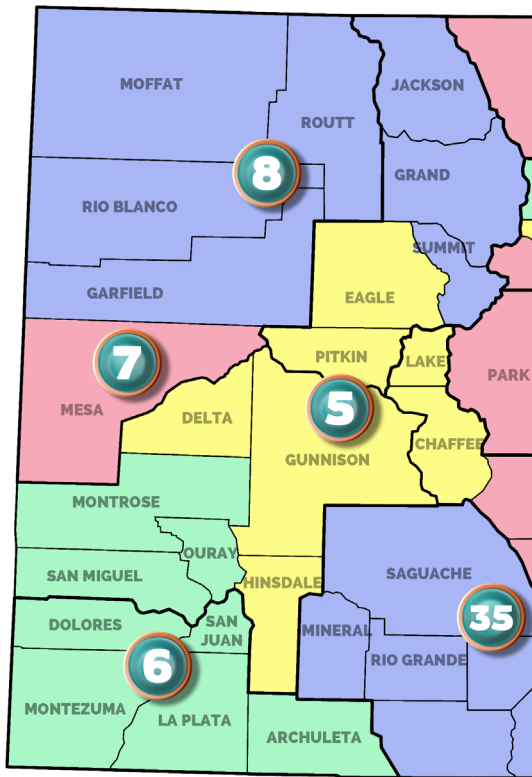 MOFFAT
JACKSON
ROUTT
8
GRAND
RIO BLANCO
SUMMIT
GARFIELD
EAGLE
7
PITKIN
LAKE
PARK
MESA
5
DELTA
CHAFFEE
GUNNISON
MONTROSE
OURAY
SAN MIGUEL
HINSDALE
SAGUACHE
DOLORES
SAN
JUAN
MINERAL
35
RIO GRANDE
6
MONTEZUMA
LA PLATA
ARCHULETA